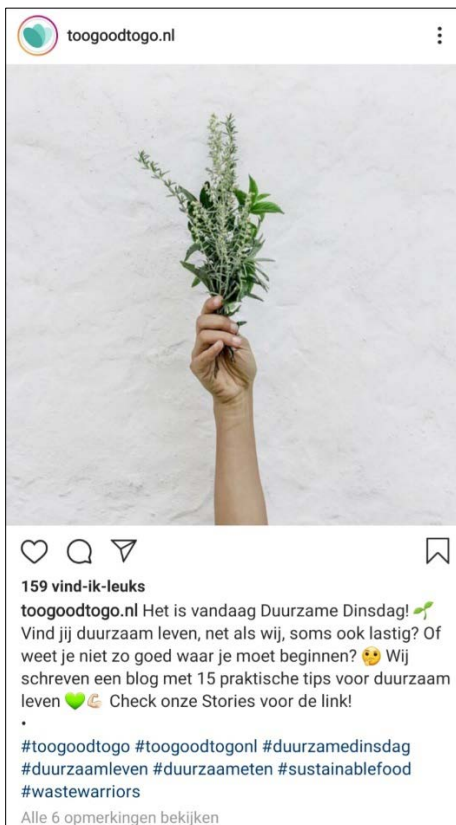 toogoodtogo.nl
159 vind-ik-leuks
toogoodtogo.nl Het is vandaag Duurzame Dinsdag! 🌱
Vind jij duurzaam leven, net als wij, soms ook lastig? Of
weet je niet zo goed waar je moet beginnen? 🤔 Wij
schreven een blog met 15 praktische tips voor duurzaam
leven 💚💪🏻 Check onze Stories voor de link!
•
#toogoodtogo #toogoodtogonl #duurzamedinsdag
#duurzaamleven #duurzaameten #sustainablefood
#wastewarriors
Alle 6 opmerkingen bekijken